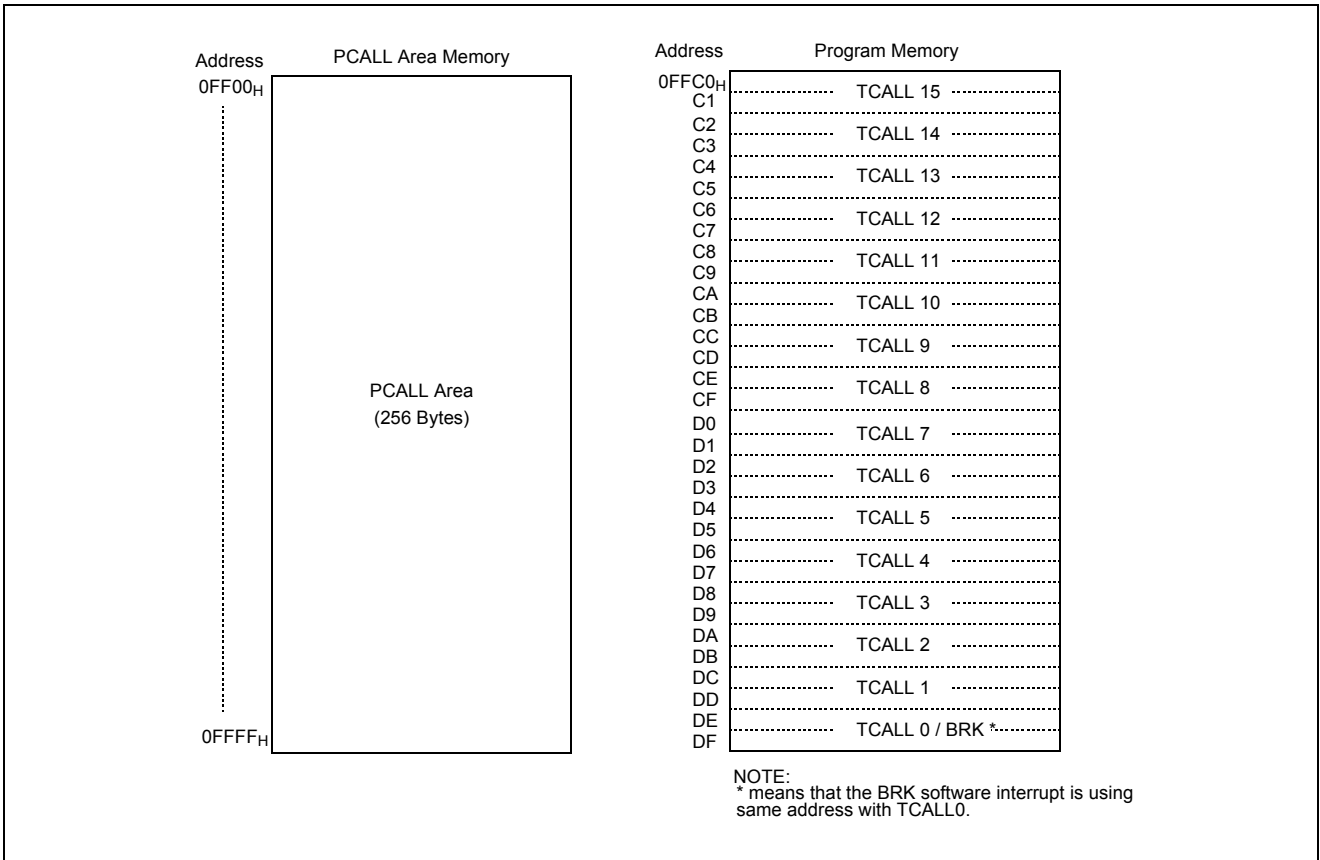 Address PCALL Area Memory
0FF00H
PCALL Area
(256 Bytes)
0FFFFH
Address Program Memory
0FFC0H
C1
TCALL 15
C2
C3
TCALL 14
C4
C5
TCALL 13
C6
C7
TCALL 12
C8
C9
TCALL 11
CA
CB
TCALL 10
CC
CD
TCALL 9
CE
CF
TCALL 8
D0
D1
TCALL 7
D2
D3
TCALL 6
D4
D5
TCALL 5
D6
D7
TCALL 4
D8
D9
TCALL 3
DA
DB
TCALL 2
DC
DD
TCALL 1
DE
DF
TCALL 0 / BRK *
NOTE:
* means that the BRK software interrupt is using
same address with TCALL0.